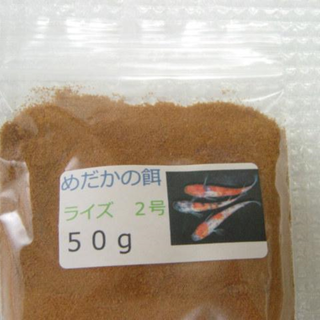 めだかの餌
ライズ　２号
５０ｇ